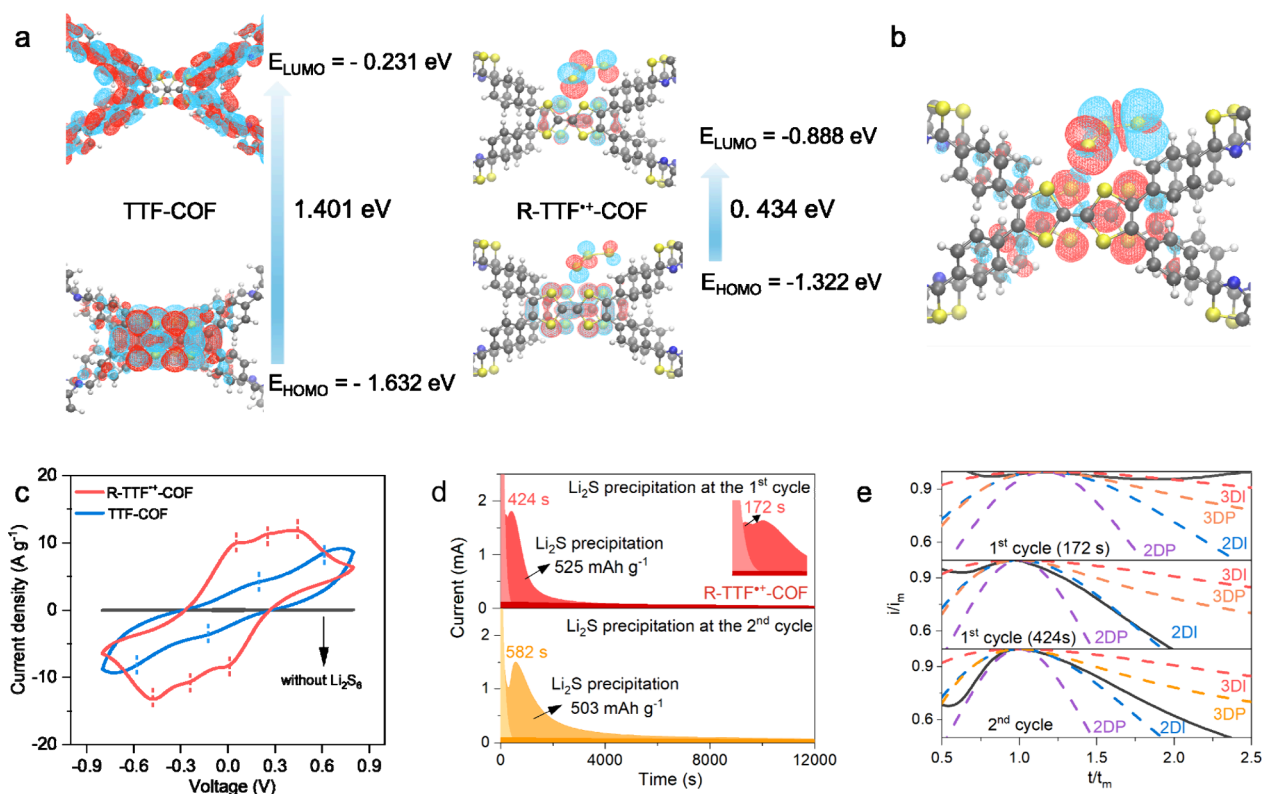 a
E_LUMO = - 0.231 eV
TTF-COF
1.401 eV
E_HOMO = - 1.632 eV
E_LUMO = -0.888 eV
R-TTF•+-COF
0. 434 eV
E_HOMO = -1.322 eV
b
c
Current density (A g⁻¹)
20
10
0
-10
-20
R-TTF•+-COF
TTF-COF
without Li₂S₆
-0.9 -0.6 -0.3 0.0 0.3 0.6 0.9
Voltage (V)
d
Current (mA)
2
1
0
424 s
Li₂S precipitation at the 1st cycle
172 s
Li₂S precipitation
525 mAh g⁻¹
R-TTF•+-COF
2
1
0
Li₂S precipitation at the 2nd cycle
582 s
Li₂S precipitation
503 mAh g⁻¹
0 4000 8000 12000
Time (s)
e
i/iₘ
0.9
0.6
3DI
3DP
2DI
2DP
1st cycle (172 s)
0.9
0.6
3DI
3DP
2DI
2DP
1st cycle (424s)
0.9
0.6
3DI
3DP
2DI
2DP
2nd cycle
0.5 1.0 1.5 2.0 2.5
t/tₘ